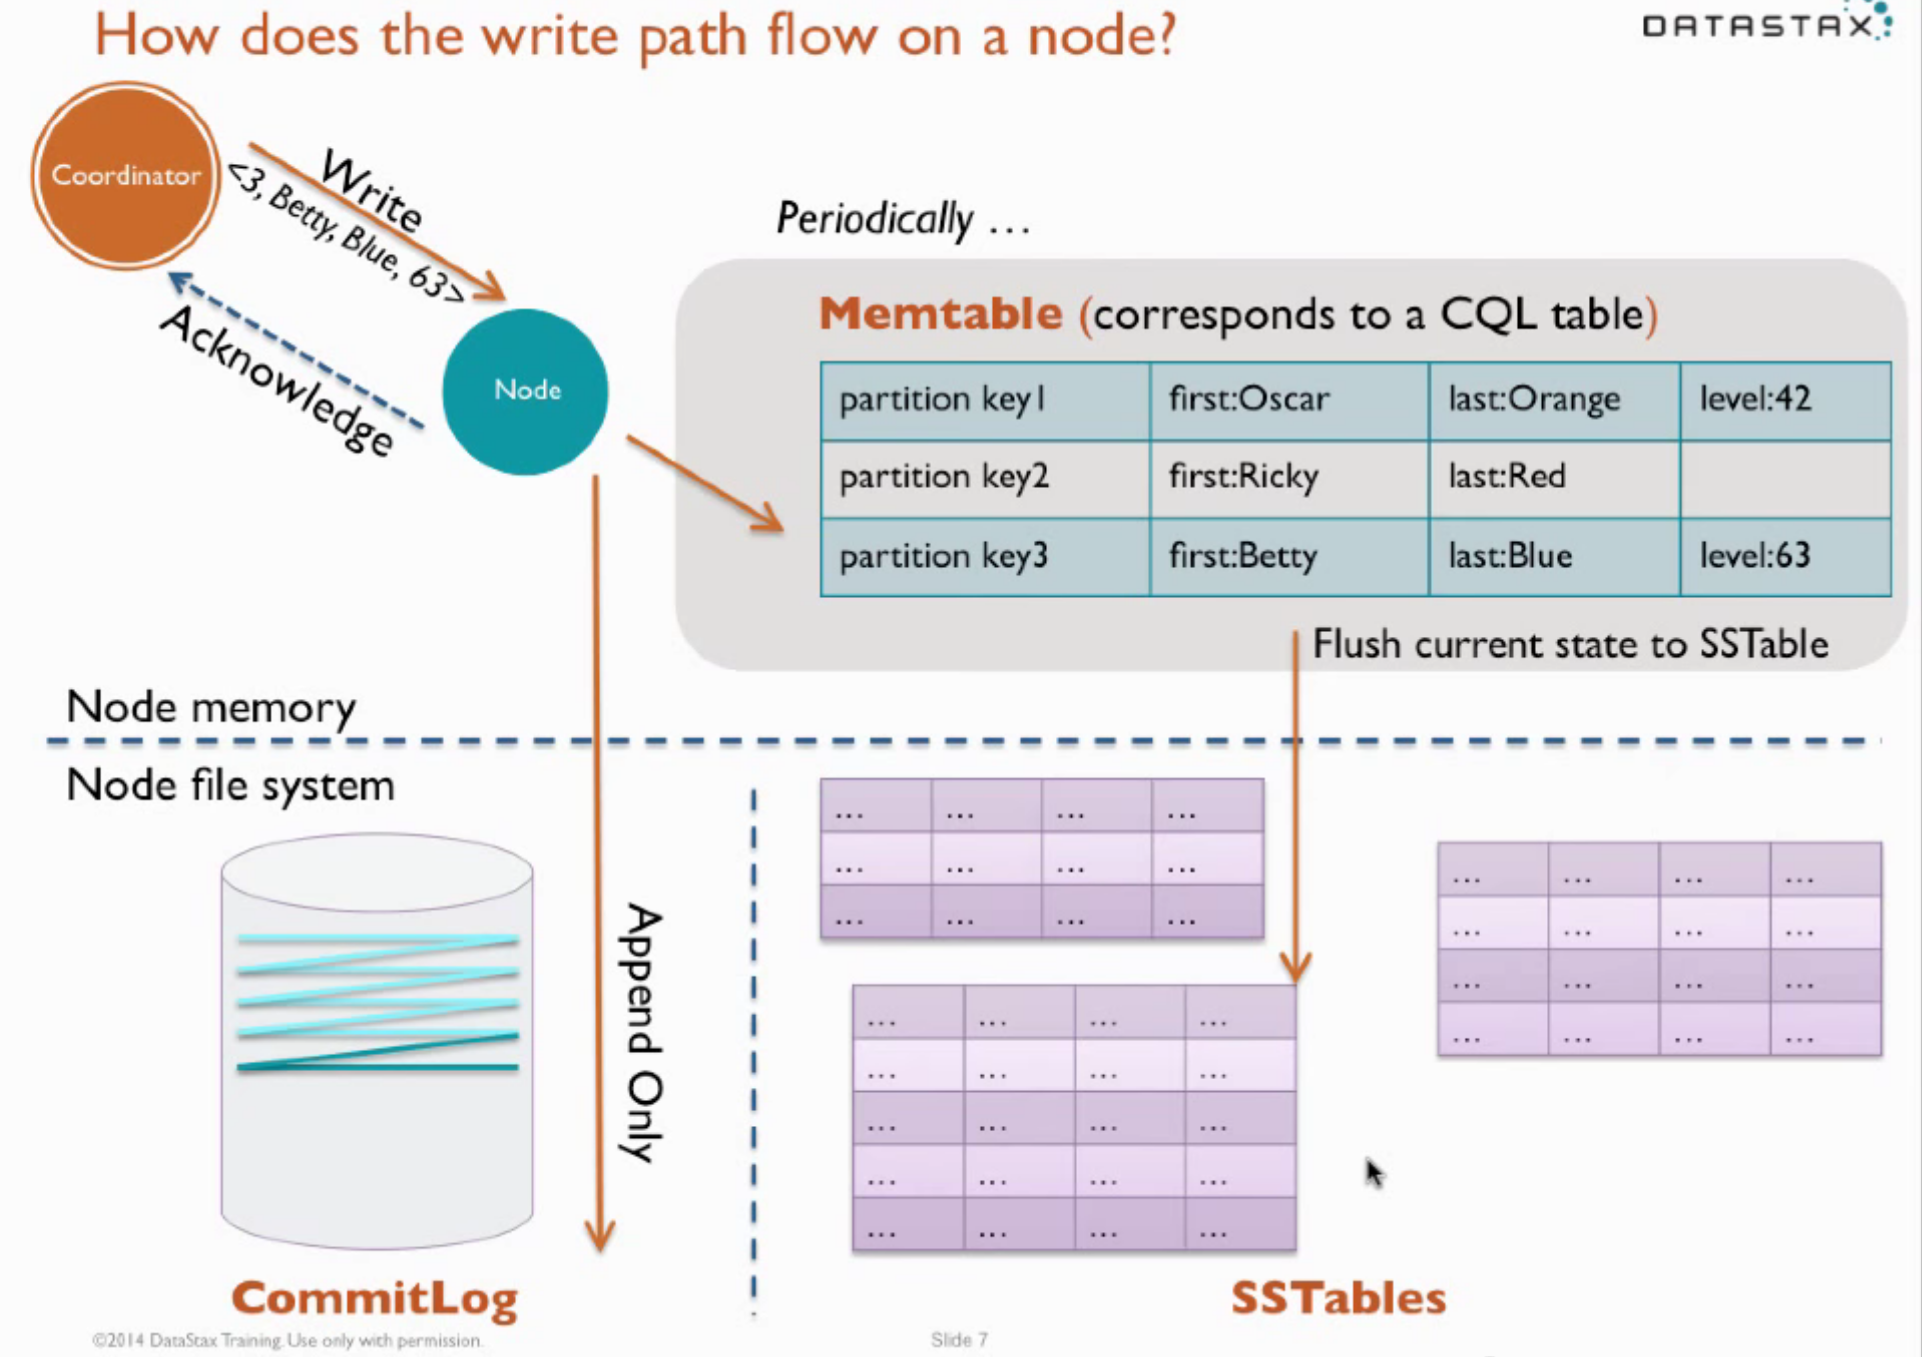 How does the write path flow on a node?
DATASTAX
Coordinator
Write
<3, Betty, Blue, 63>
Acknowledge
Node
Periodically ...
Memtable (corresponds to a CQL table)
partition key1 first:Oscar last:Orange level:42
partition key2 first:Ricky last:Red
partition key3 first:Betty last:Blue level:63
Flush current state to SSTable
Node memory
Node file system
Append Only
... ... ... ...
... ... ... ...
... ... ... ...
... ... ... ...
... ... ... ...
... ... ... ...
... ... ... ...
... ... ... ...
... ... ... ...
... ... ... ...
... ... ... ...
... ... ... ...
CommitLog
SSTables
©2014 DataStax Training. Use only with permission.
Slide 7